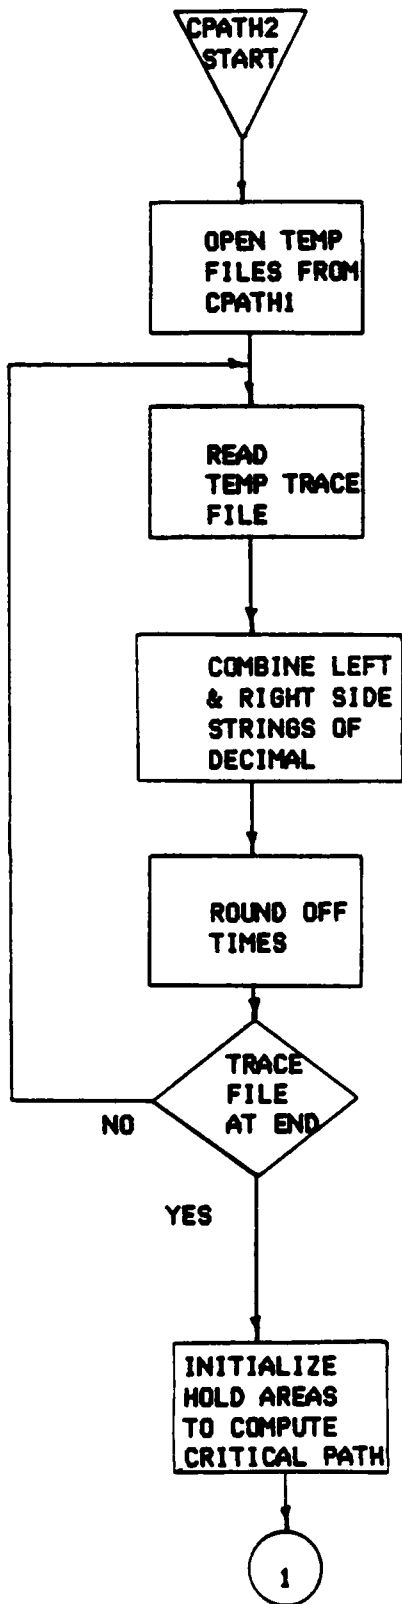 CPATH2
START
OPEN TEMP
FILES FROM
CPATH1
READ
TEMP TRACE
FILE
COMBINE LEFT
& RIGHT SIDE
STRINGS OF
DECIMAL
ROUND OFF
TIMES
TRACE
FILE
AT END
NO
YES
INITIALIZE
HOLD AREAS
TO COMPUTE
CRITICAL PATH
1